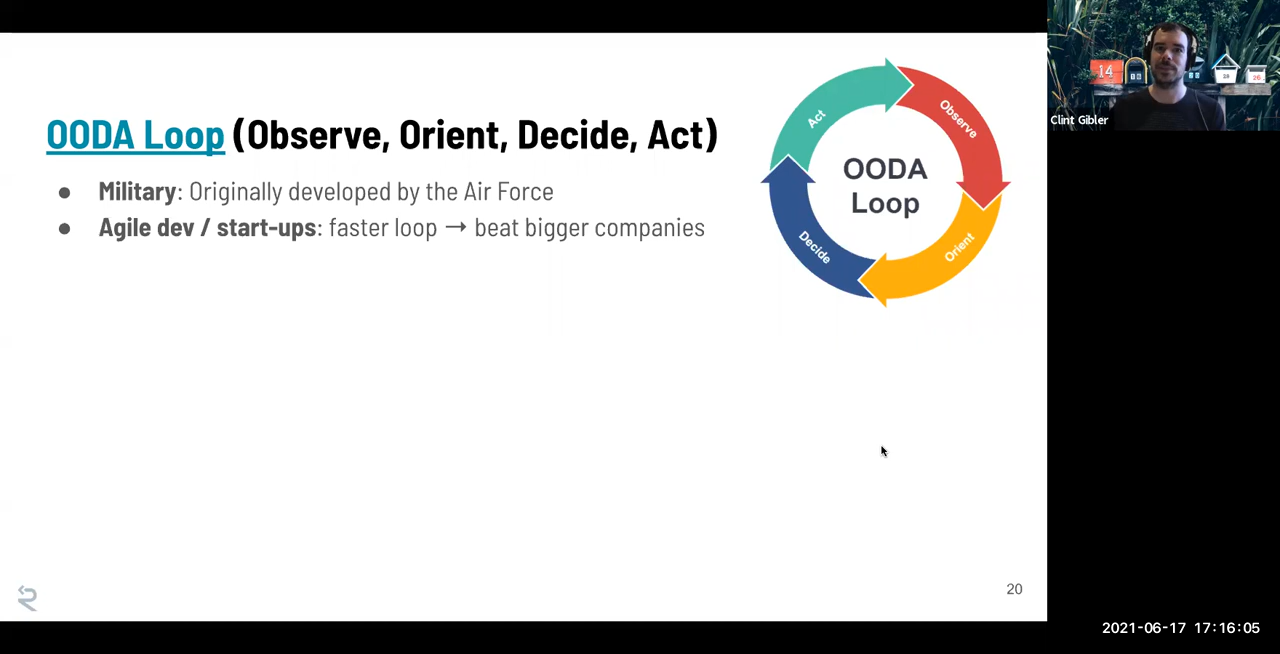 OODA Loop (Observe, Orient, Decide, Act)
● Military: Originally developed by the Air Force
● Agile dev / start-ups: faster loop → beat bigger companies
Act
Observe
OODA
Loop
Decide
Orient
20
14
Clint Gibler
2021-06-17 17:16:05